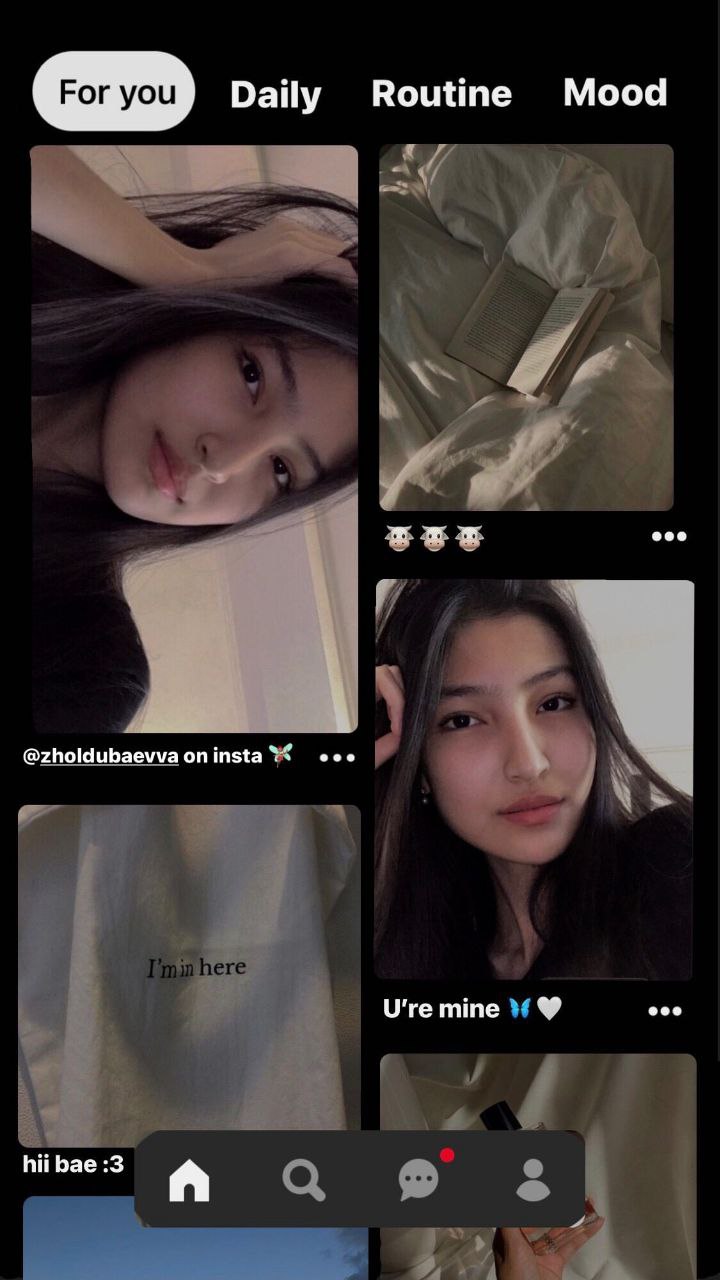 For you Daily Routine Mood
@zholdubaevva on insta 🧚
🐮🐮🐮
U're mine 🦋🤍
I'm in here
hii bae :3